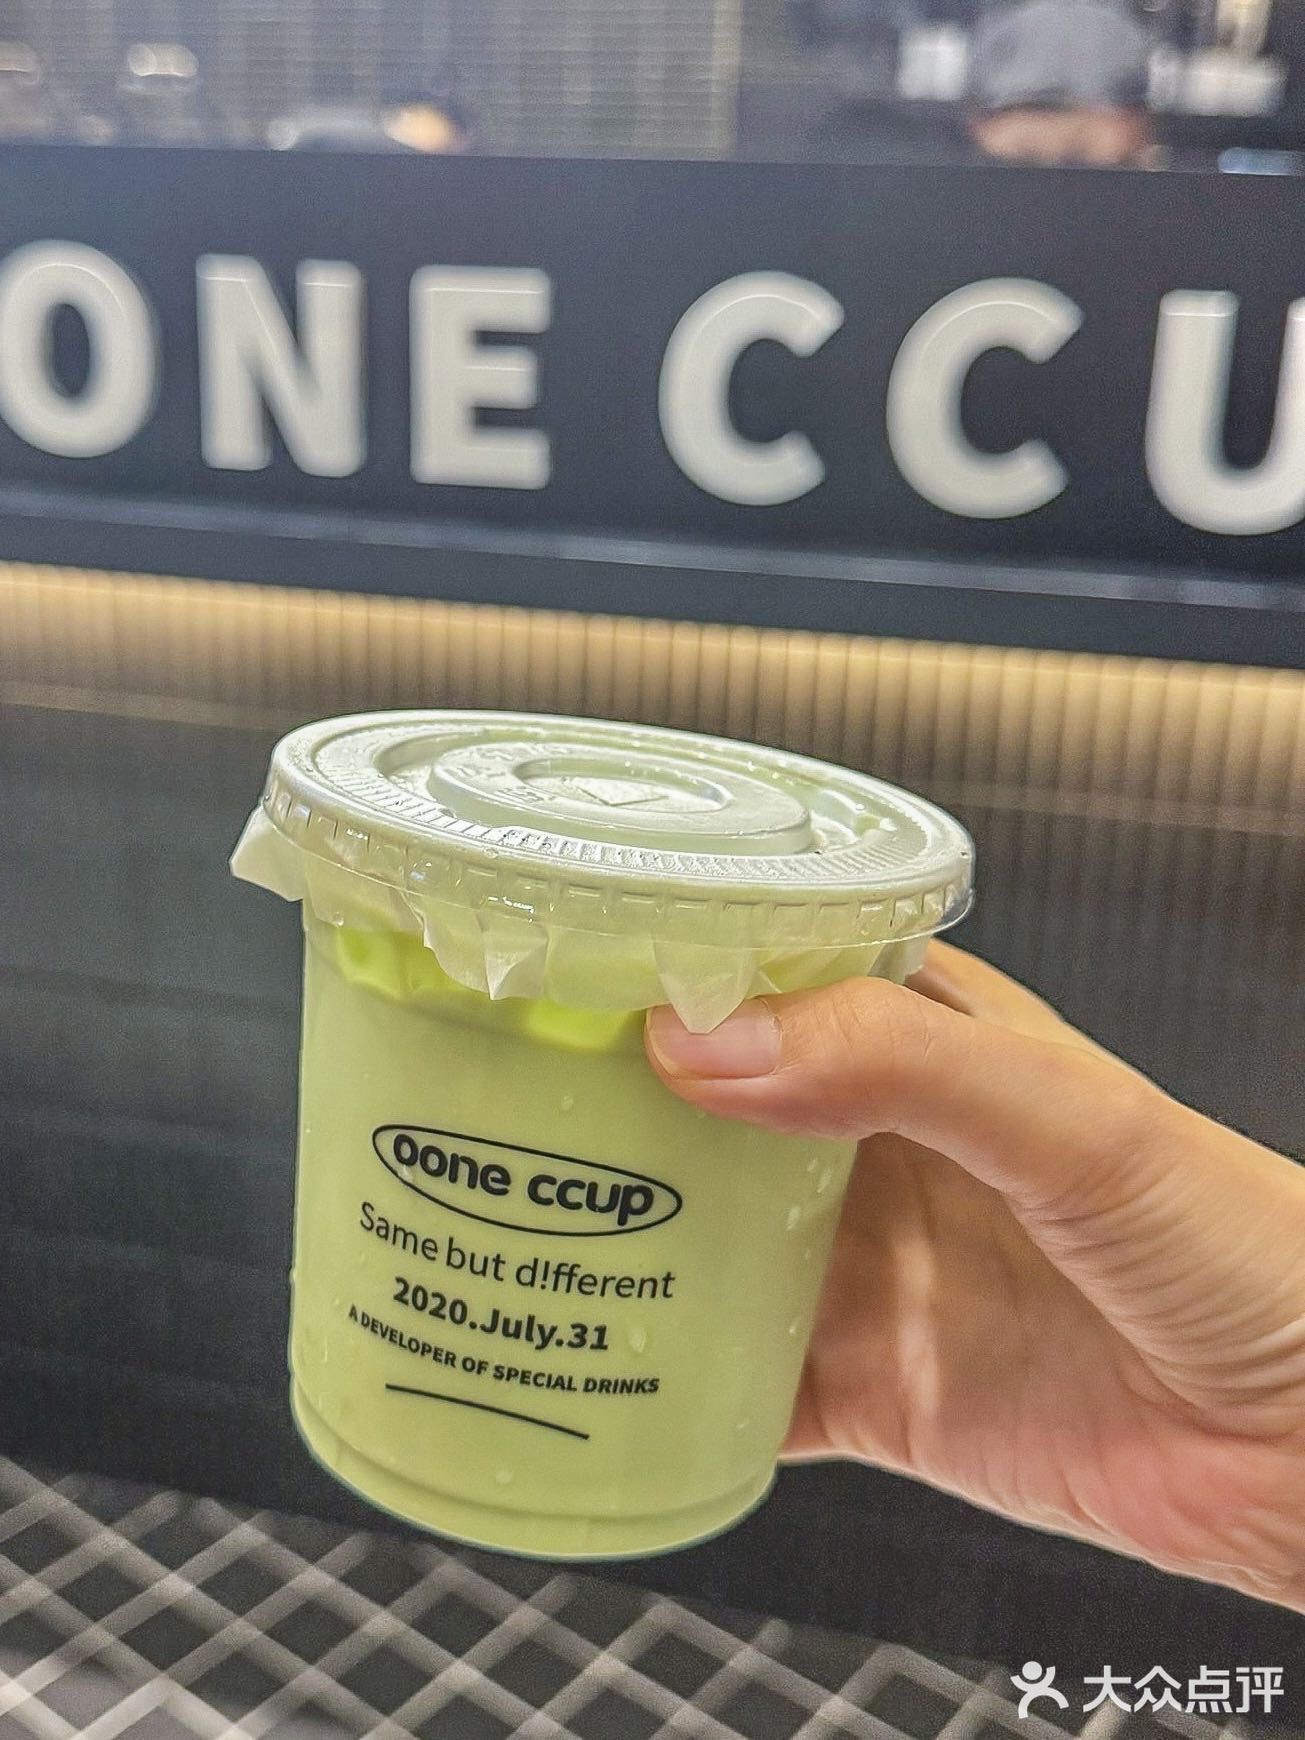 ONE CCU
oone ccup
Same but d!fferent
2020.July.31
A DEVELOPER OF SPECIAL DRINKS
大众点评